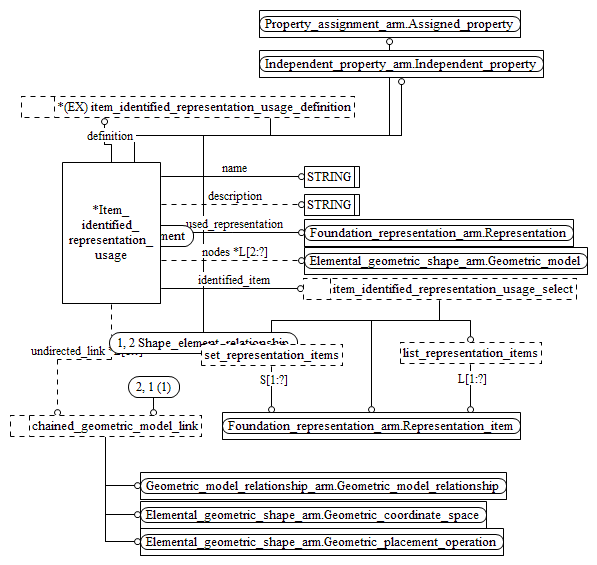 Property_assignment_arm.Assigned_property
Independent_property_arm.Independent_property
*(EX) item_identified_representation_usage_definition
definition
name
STRING
description
STRING
*Item_
identified_
representation_
usage
used_representation
ment
Foundation_representation_arm.Representation
nodes *L[2:?]
Elemental_geometric_shape_arm.Geometric_model
identified_item
item_identified_representation_usage_select
1, 2 Shape_element_relationship
undirected_link
set_representation_items
list_representation_items
S[1:?]
L[1:?]
2, 1 (1)
chained_geometric_model_link
Foundation_representation_arm.Representation_item
Geometric_model_relationship_arm.Geometric_model_relationship
Elemental_geometric_shape_arm.Geometric_coordinate_space
Elemental_geometric_shape_arm.Geometric_placement_operation